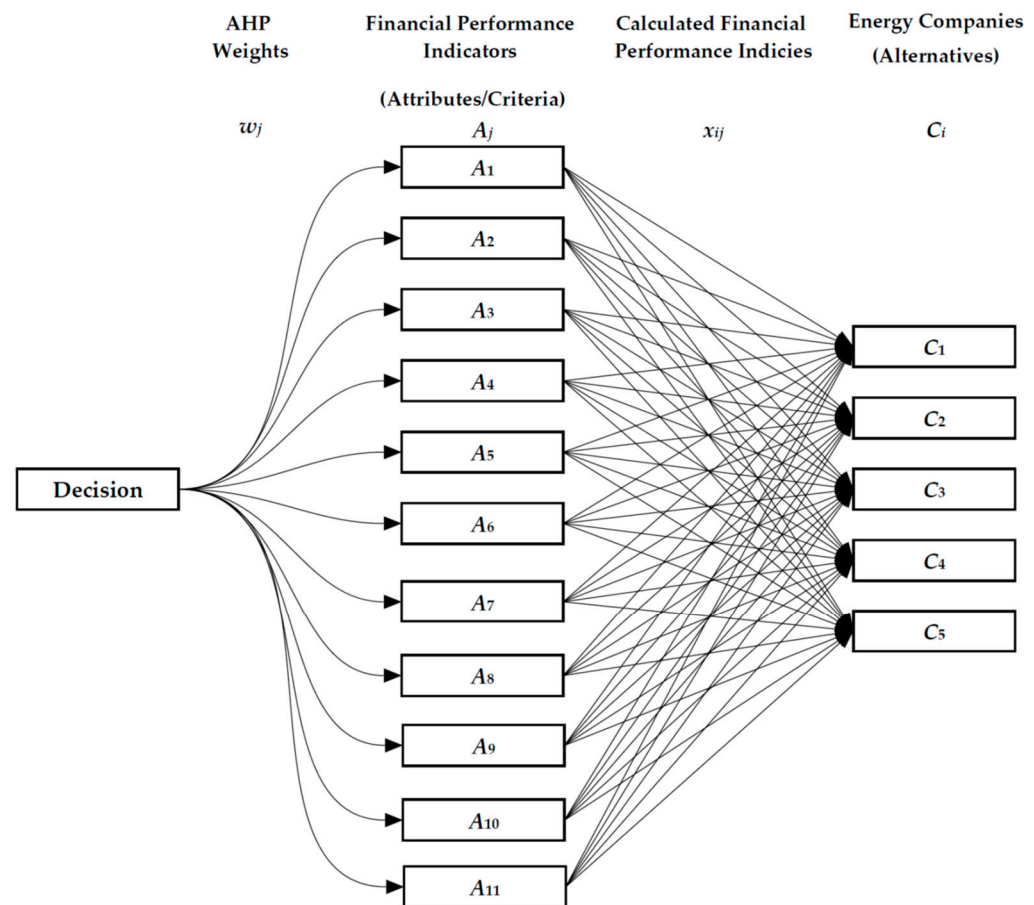 AHP
Weights
wj
Financial Performance
Indicators
(Attributes/Criteria)
Aj
Calculated Financial
Performance Indicies
xij
Energy Companies
(Alternatives)
Ci
Decision
A1
A2
A3
A4
A5
A6
A7
A8
A9
A10
A11
C1
C2
C3
C4
C5